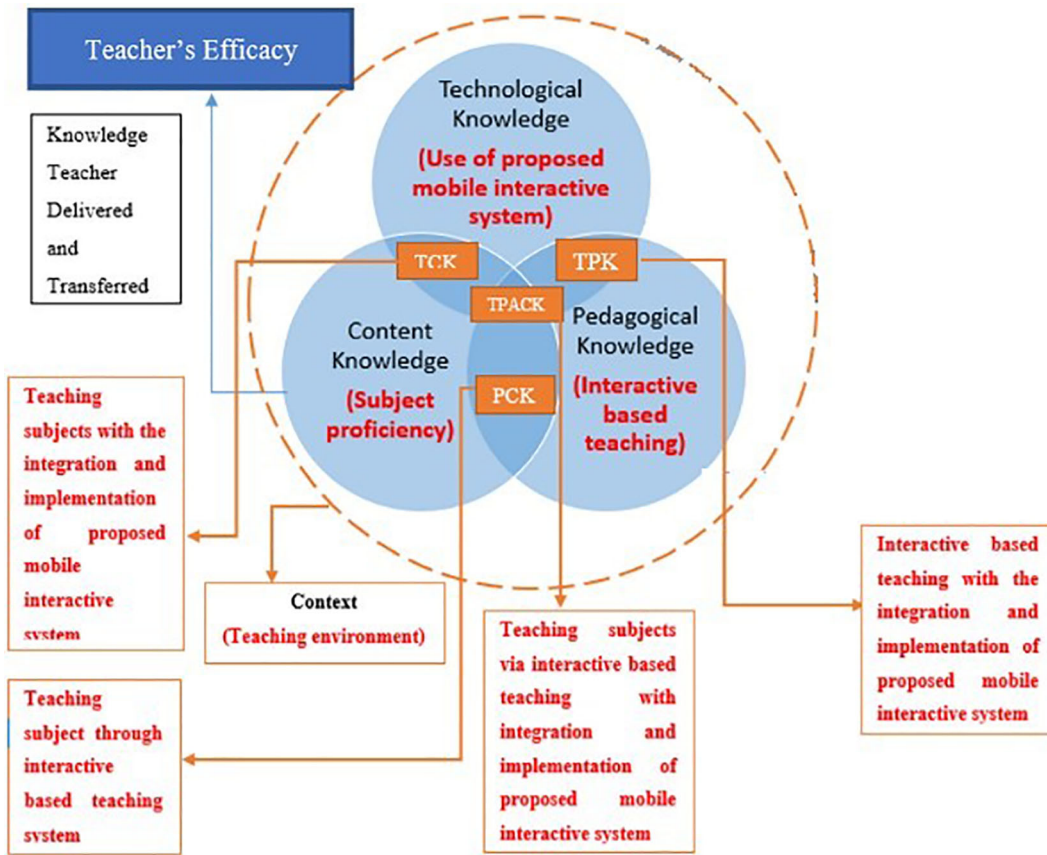 Teacher's Efficacy
Knowledge
Teacher
Delivered
and
Transferred
Technological
Knowledge
(Use of proposed
mobile interactive
system)
TCK
TPK
TPACK
Content
Knowledge
(Subject
proficiency)
Pedagogical
Knowledge
(Interactive
based
teaching)
PCK
Teaching
subjects with the
integration and
implementation
of proposed
mobile
interactive
system
Context
(Teaching environment)
Teaching
subject through
interactive
based teaching
system
Teaching subjects
via interactive based
teaching with
integration and
implementation of
proposed mobile
interactive system
Interactive based
teaching with the
integration and
implementation of
proposed mobile
interactive system